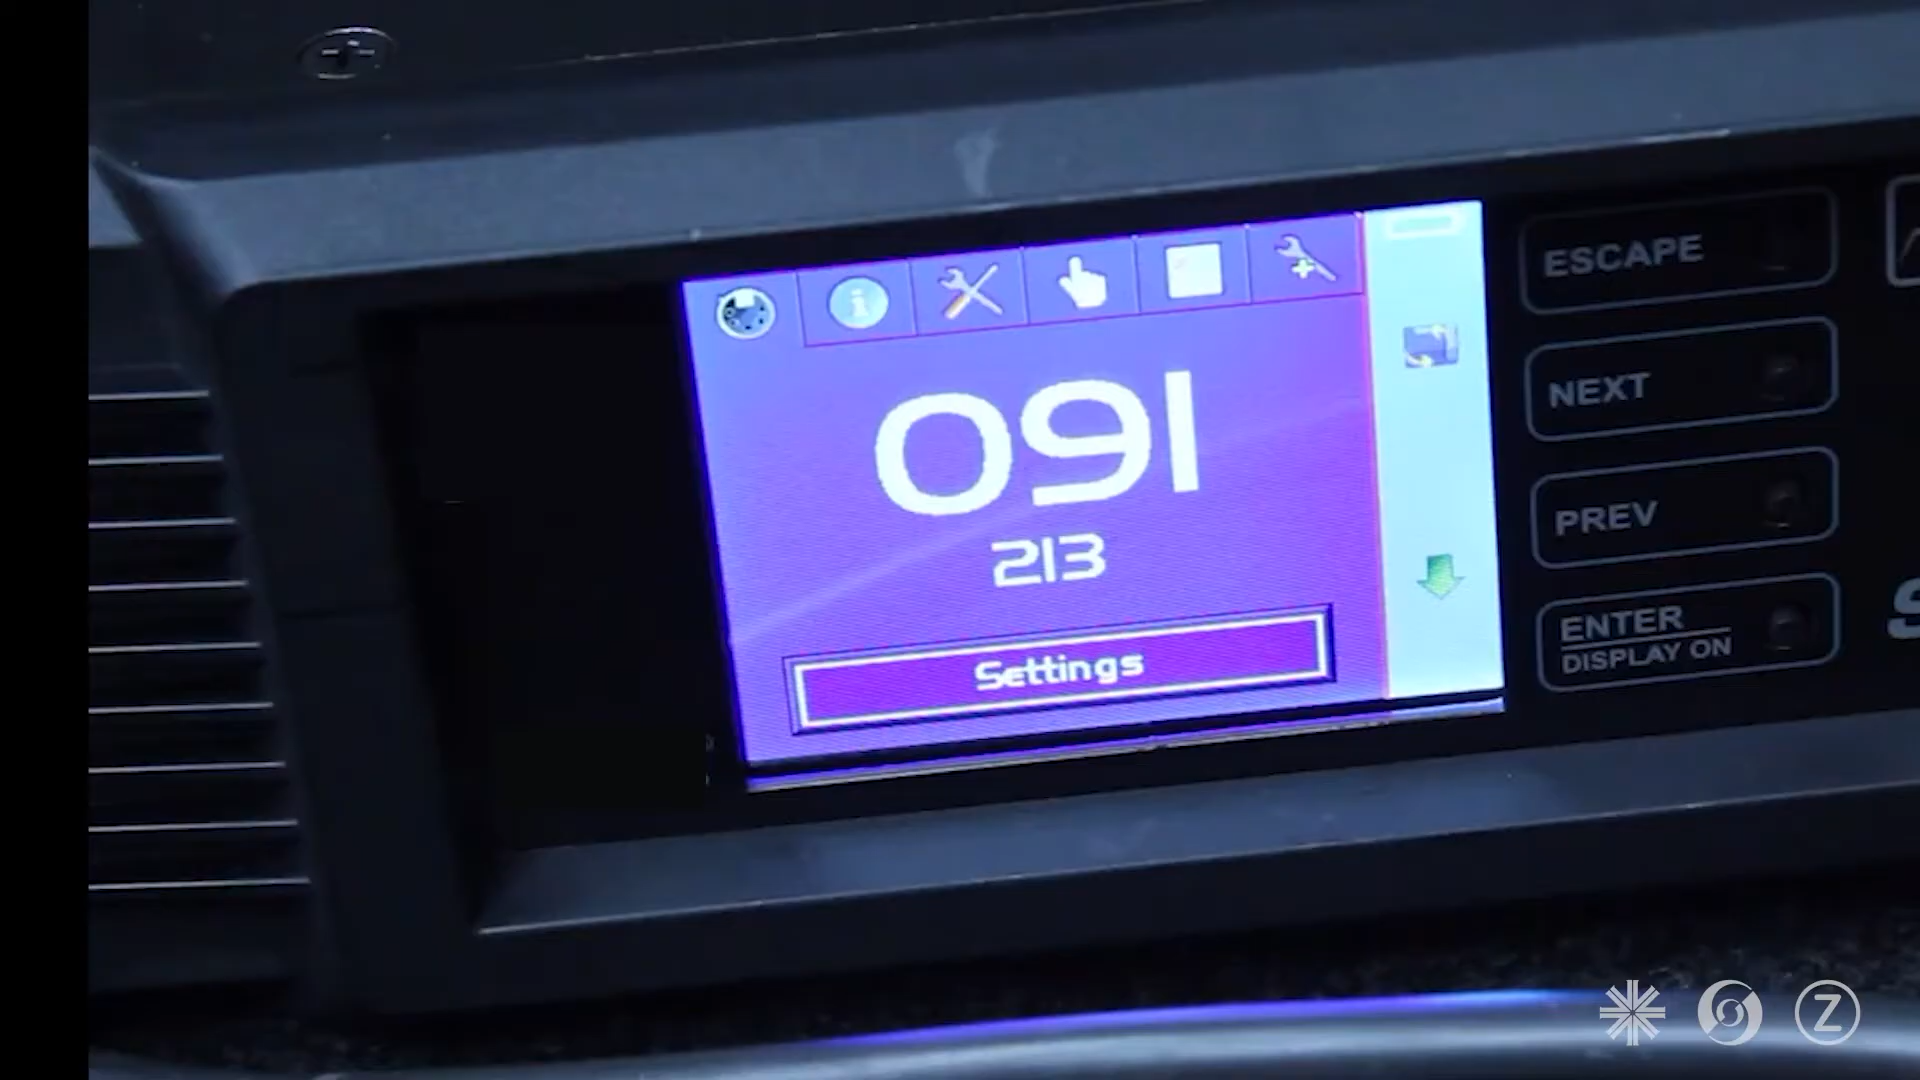 091
213
Settings
ESCAPE
NEXT
PREV
ENTER
DISPLAY ON
S
Z